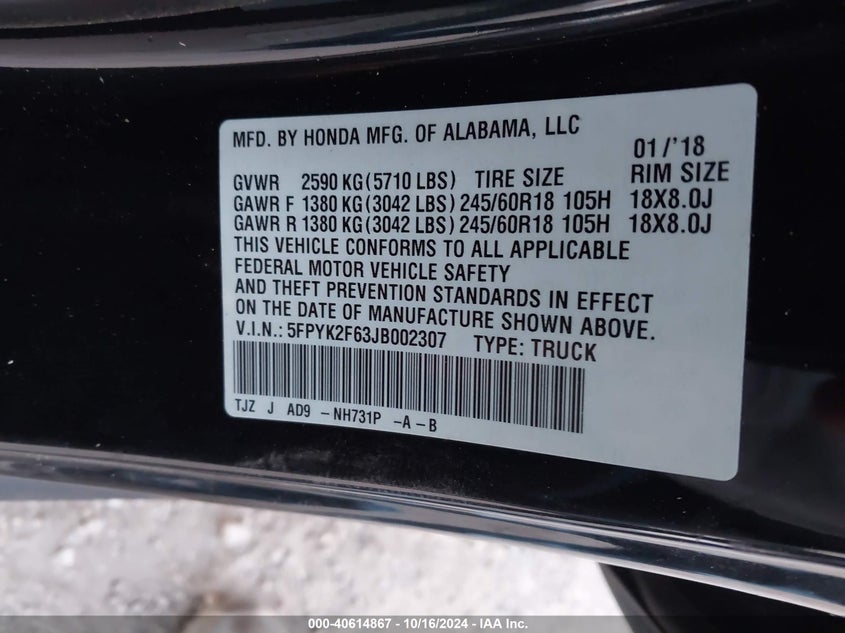 MFD. BY HONDA MFG. OF ALABAMA, LLC
01/'18
GVWR 2590 KG(5710 LBS) TIRE SIZE RIM SIZE
GAWR F 1380 KG(3042 LBS) 245/60R18 105H 18X8.0J
GAWR R 1380 KG(3042 LBS) 245/60R18 105H 18X8.0J
THIS VEHICLE CONFORMS TO ALL APPLICABLE
FEDERAL MOTOR VEHICLE SAFETY
AND THEFT PREVENTION STANDARDS IN EFFECT
ON THE DATE OF MANUFACTURE SHOWN ABOVE.
V.I.N.: 5FPYK2F63JB002307 TYPE: TRUCK
TJZ J AD9 -NH731P -A-B
000-40614867 / 10/16/2024 - IAA Inc.